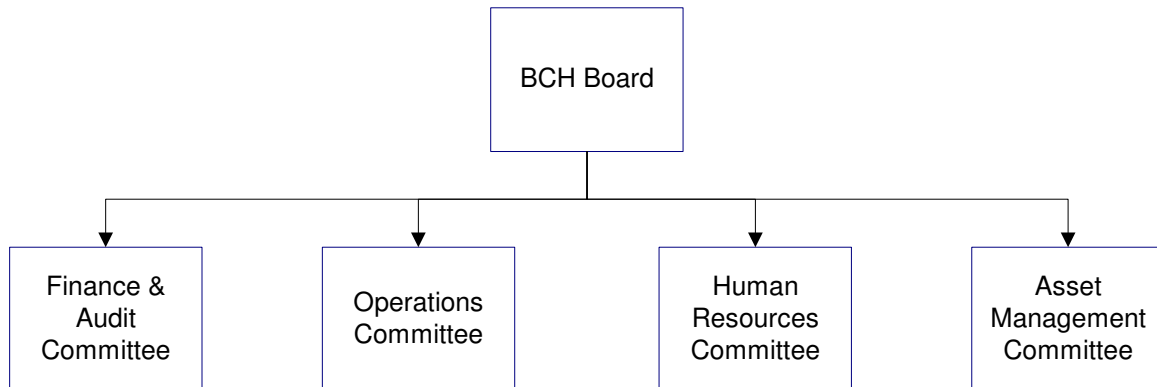 BCH Board
Finance &
Audit
Committee
Operations
Committee
Human
Resources
Committee
Asset
Management
Committee